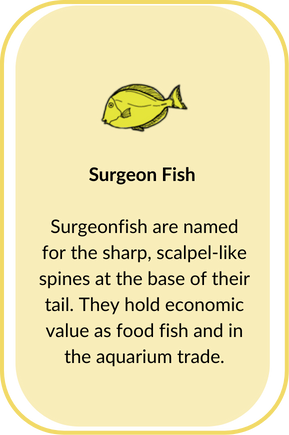 Surgeon Fish
Surgeonfish are named
for the sharp, scalpel-like
spines at the base of their
tail. They hold economic
value as food fish and in
the aquarium trade.